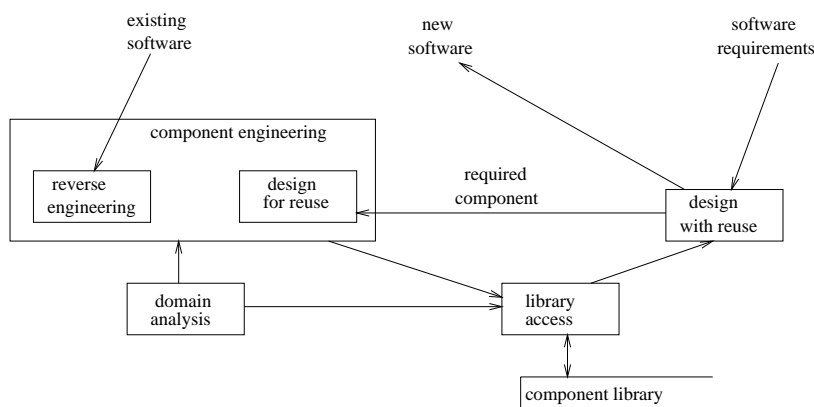 existing
software
new
software
software
requirements
component engineering
reverse
engineering
design
for reuse
required
component
design
with reuse
domain
analysis
library
access
component library